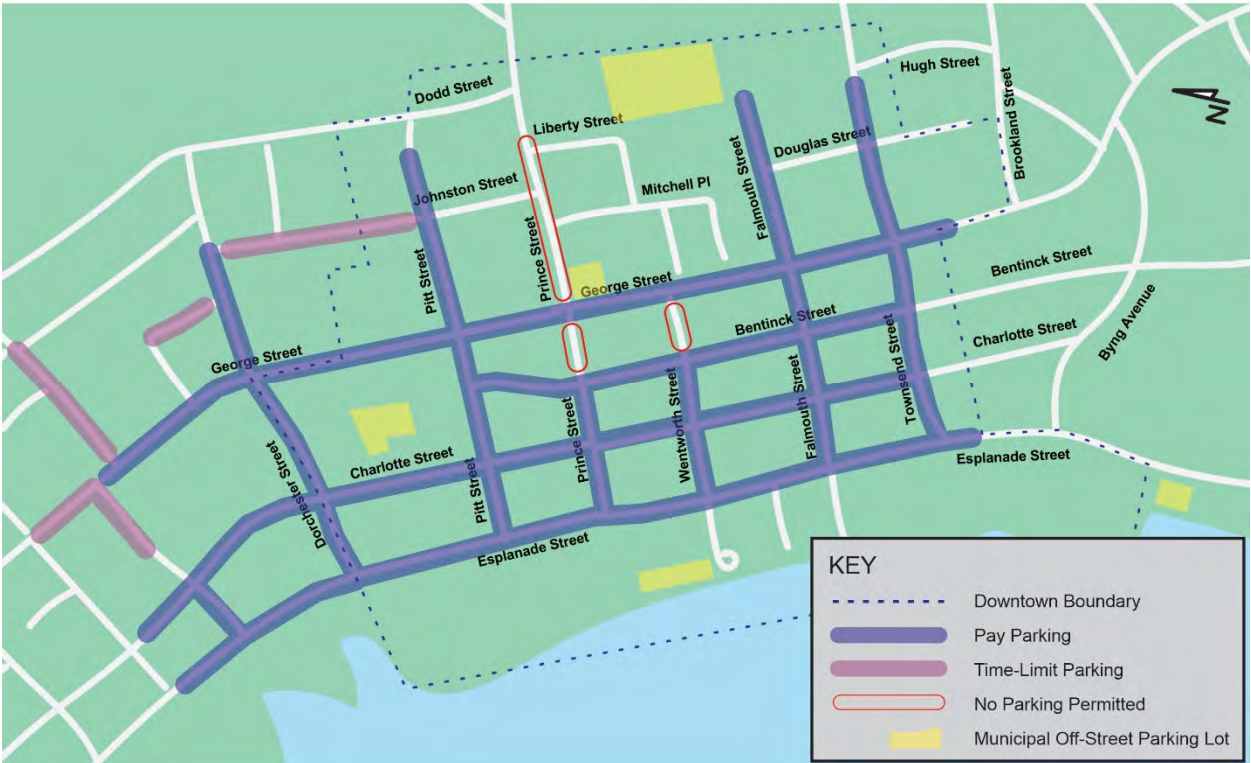 Dodd Street
Hugh Street
Brookland Street
N
Liberty Street
Douglas Street
Falmouth Street
Johnston Street
Mitchell Pl
Prince Street
Pitt Street
George Street
Bentinck Street
Bentinck Street
Charlotte Street
Byng Avenue
George Street
Townsend Street
Falmouth Street
Wentworth Street
Prince Street
Charlotte Street
Pitt Street
Dorchester Street
Esplanade Street
Esplanade Street
KEY
Downtown Boundary
Pay Parking
Time-Limit Parking
No Parking Permitted
Municipal Off-Street Parking Lot